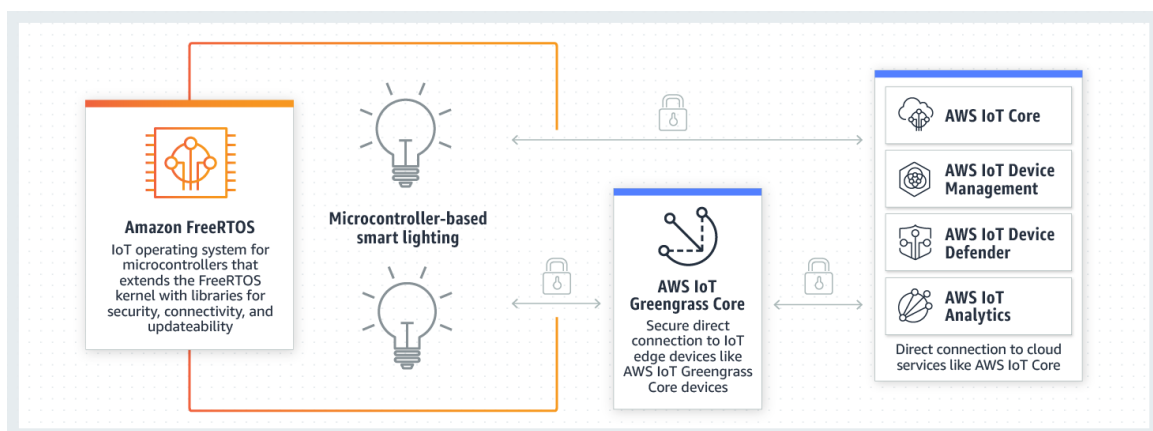 Amazon FreeRTOS
IoT operating system for
microcontrollers that
extends the FreeRTOS
kernel with libraries for
security, connectivity, and
updateability
Microcontroller-based
smart lighting
AWS IoT
Greengrass Core
Secure direct
connection to IoT
edge devices like
AWS IoT Greengrass
Core devices
AWS IoT Core
AWS IoT Device
Management
AWS IoT Device
Defender
AWS IoT
Analytics
Direct connection to cloud
services like AWS IoT Core